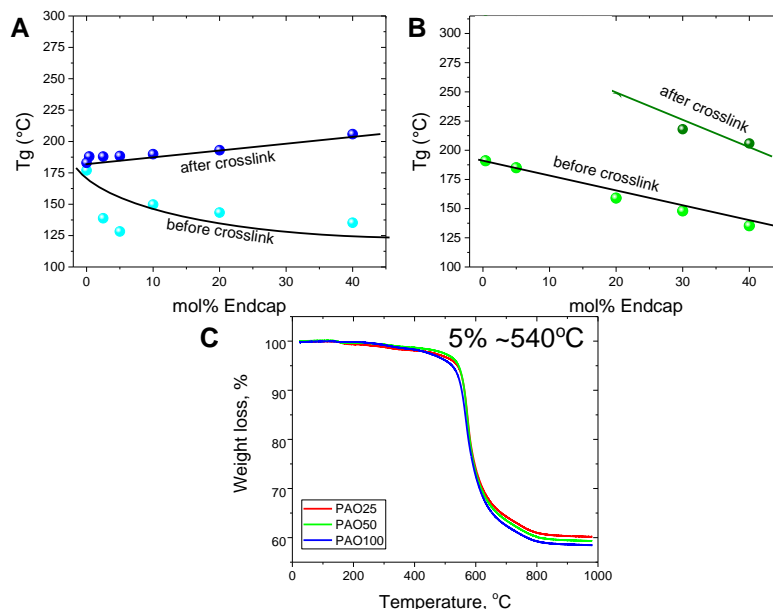 A
300
275
250
225
200
175
150
125
100
Tg (°C)
after crosslink
before crosslink
0
10
20
30
40
mol% Endcap
B
300
275
250
225
200
175
150
125
100
Tg (°C)
after crosslink
before crosslink
0
10
20
30
40
mol% Endcap
C
5% ~540°C
100
90
80
70
60
Weight loss, %
PAO25
PAO50
PAO100
0
200
400
600
800
1000
Temperature, °C